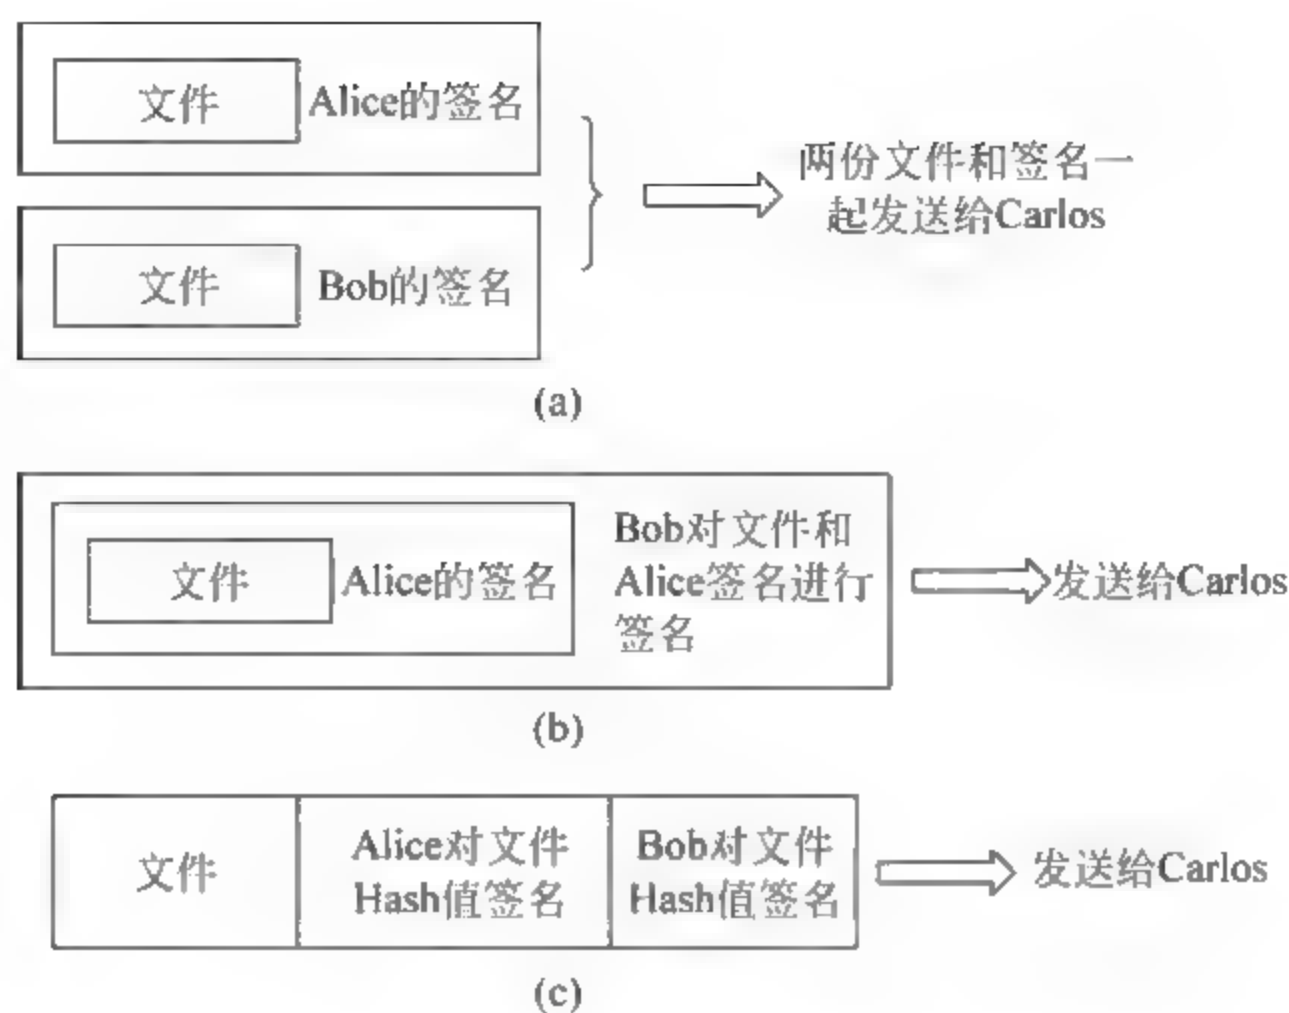 文件 Alice的签名
两份文件和签名一
起发送给Carlos
文件 Bob的签名
(a)
文件 Alice的签名
Bob对文件和
Alice签名进行
签名
发送给Carlos
(b)
文件
Alice对文件
Hash值签名
Bob对文件
Hash值签名
发送给Carlos
(c)